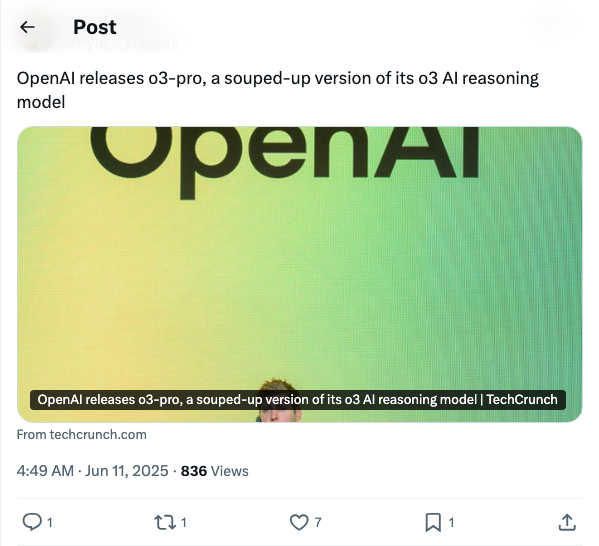 Post
OpenAI releases o3-pro, a souped-up version of its o3 AI reasoning
model
OpenAI
OpenAI releases o3-pro, a souped-up version of its o3 AI reasoning model | TechCrunch
From techcrunch.com
4:49 AM · Jun 11, 2025 · 836 Views
1 1 7 1